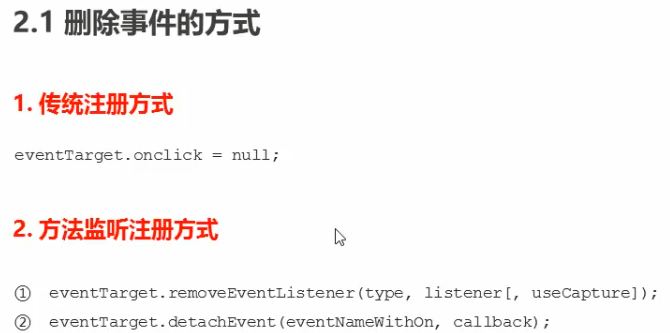 2.1 删除事件的方式
1. 传统注册方式
eventTarget.onclick = null;
2. 方法监听注册方式
① eventTarget.removeEventListener(type, listener[, useCapture]);
② eventTarget.detachEvent(eventNameWithOn, callback);